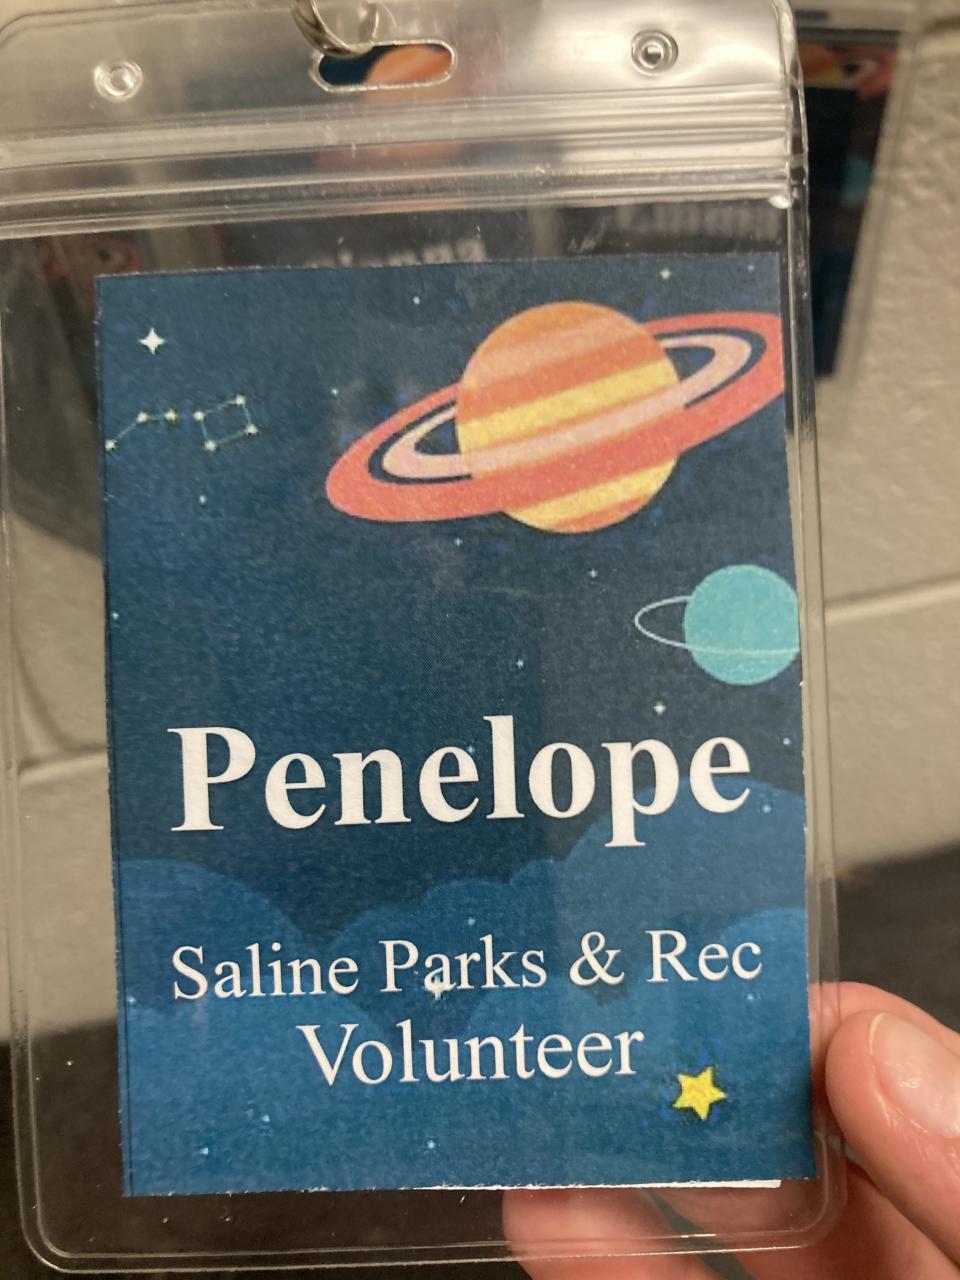 Penelope
Saline Parks & Rec
Volunteer